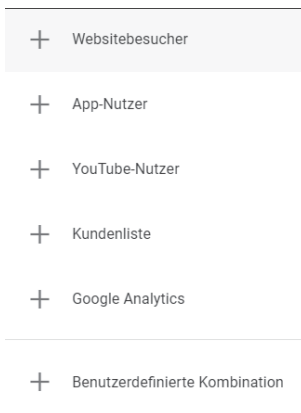 Websitebesucher
App-Nutzer
YouTube-Nutzer
Kundenliste
Google Analytics
Benutzerdefinierte Kombination